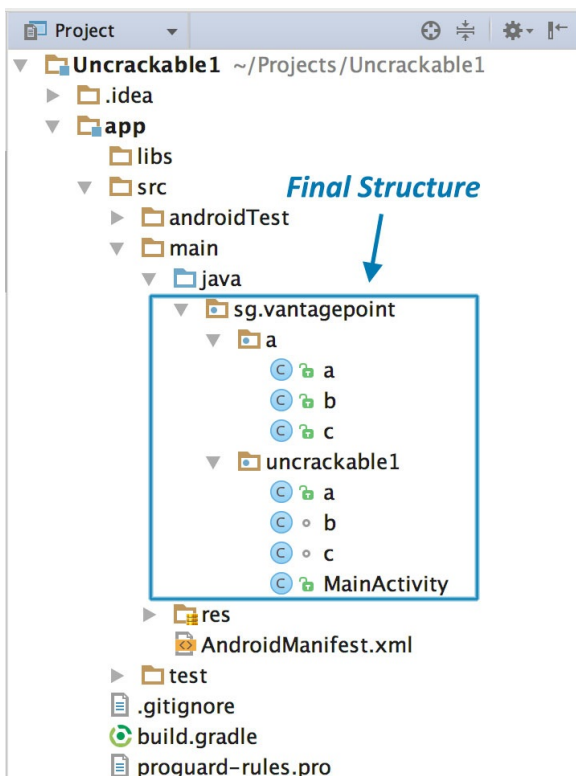 Project
Uncrackable1 ~/Projects/Uncrackable1
.idea
app
libs
src
Final Structure
androidTest
main
java
sg.vantagepoint
a
C a
C b
C c
uncrackable1
C a
C b
C c
C MainActivity
res
AndroidManifest.xml
test
.gitignore
build.gradle
proguard-rules.pro